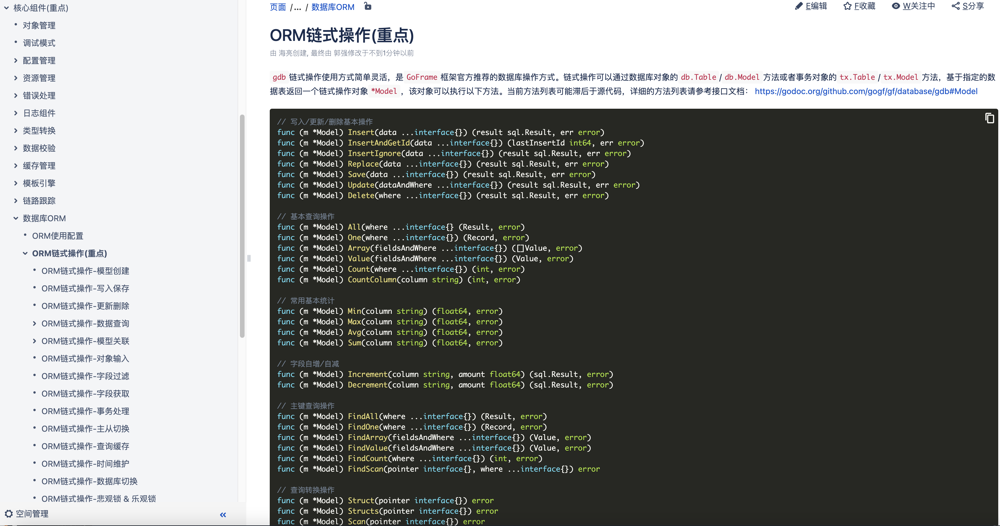 核心组件(重点)
对象管理
调试模式
配置管理
资源管理
错误处理
日志组件
类型转换
数据校验
缓存管理
模板引擎
链路跟踪
数据库ORM
ORM使用配置
ORM链式操作(重点)
ORM链式操作-模型创建
ORM链式操作-写入保存
ORM链式操作-更新删除
ORM链式操作-数据查询
ORM链式操作-模型关联
ORM链式操作-对象输入
ORM链式操作-字段过滤
ORM链式操作-字段获取
ORM链式操作-事务处理
ORM链式操作-主从切换
ORM链式操作-查询缓存
ORM链式操作-时间维护
ORM链式操作-数据库切换
ORM链式操作-悲观锁 & 乐观锁
空间管理
页面 /... / 数据库ORM
E编辑 F收藏 W关注中 S分享
ORM链式操作(重点)
由 海亮创建, 最终由 郭强修改于不到1分钟以前
gdb 链式操作使用方式简单灵活，是 GoFrame 框架官方推荐的数据库操作方式。链式操作可以通过数据库对象的 db.Table / db.Model 方法或者事务对象的 tx.Table / tx.Model 方法，基于指定的数
据表返回一个链式操作对象 *Model ，该对象可以执行以下方法。当前方法列表可能滞后于源代码，详细的方法列表请参考接口文档： https://godoc.org/github.com/gogf/gf/database/gdb#Model
// 写入/更新/删除基本操作
func (m *Model) Insert(data ...interface{}) (result sql.Result, err error)
func (m *Model) InsertAndGetId(data ...interface{}) (lastInsertId int64, err error)
func (m *Model) InsertIgnore(data ...interface{}) (result sql.Result, err error)
func (m *Model) Replace(data ...interface{}) (result sql.Result, err error)
func (m *Model) Save(data ...interface{}) (result sql.Result, err error)
func (m *Model) Update(dataAndWhere ...interface{}) (result sql.Result, err error)
func (m *Model) Delete(where ...interface{}) (result sql.Result, err error)
// 基本查询操作
func (m *Model) All(where ...interface{} (Result, error)
func (m *Model) One(where ...interface{}) (Record, error)
func (m *Model) Array(fieldsAndWhere ...interface{}) ([]Value, error)
func (m *Model) Value(fieldsAndWhere ...interface{}) (Value, error)
func (m *Model) Count(where ...interface{}) (int, error)
func (m *Model) CountColumn(column string) (int, error)
// 常用基本统计
func (m *Model) Min(column string) (float64, error)
func (m *Model) Max(column string) (float64, error)
func (m *Model) Avg(column string) (float64, error)
func (m *Model) Sum(column string) (float64, error)
// 字段自增/自减
func (m *Model) Increment(column string, amount float64) (sql.Result, error)
func (m *Model) Decrement(column string, amount float64) (sql.Result, error)
// 主键查询操作
func (m *Model) FindAll(where ...interface{}) (Result, error)
func (m *Model) FindOne(where ...interface{}) (Record, error)
func (m *Model) FindArray(fieldsAndWhere ...interface{}) (Value, error)
func (m *Model) FindValue(fieldsAndWhere ...interface{}) (Value, error)
func (m *Model) FindCount(where ...interface{}) (int, error)
func (m *Model) FindScan(pointer interface{}, where ...interface{}) error
// 查询转换操作
func (m *Model) Struct(pointer interface{}) error
func (m *Model) Structs(pointer interface{}) error
func (m *Model) Scan(pointer interface{}) error